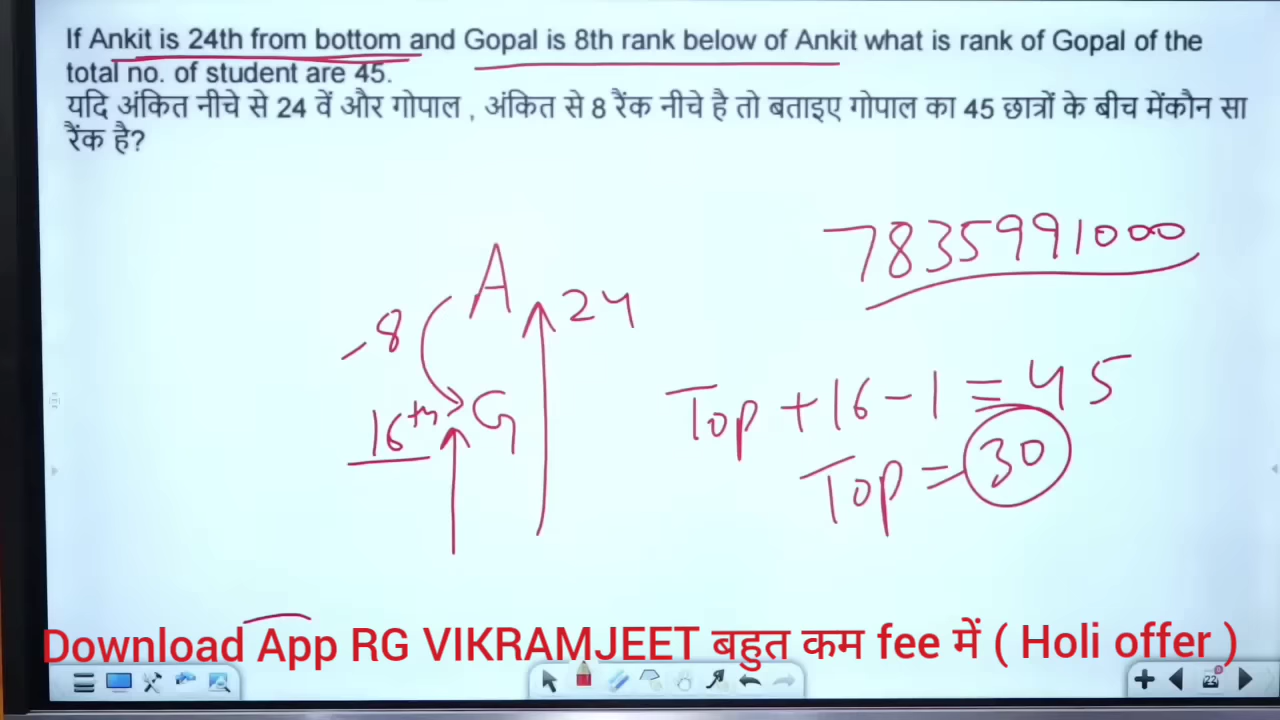 If Ankit is 24th from bottom and Gopal is 8th rank below of Ankit what is rank of Gopal of the
total no. of student are 45.
यदि अंकित नीचे से 24 वें और गोपाल , अंकित से 8 रैंक नीचे है तो बताइए गोपाल का 45 छात्रों के बीच मेंकौन सा
रैंक है?
7835991000
A 24
-8
16th G
Top + 16 - 1 = 45
Top = 30
Download App RG VIKRAMJEET बहुत कम fee में ( Holi offer )
23